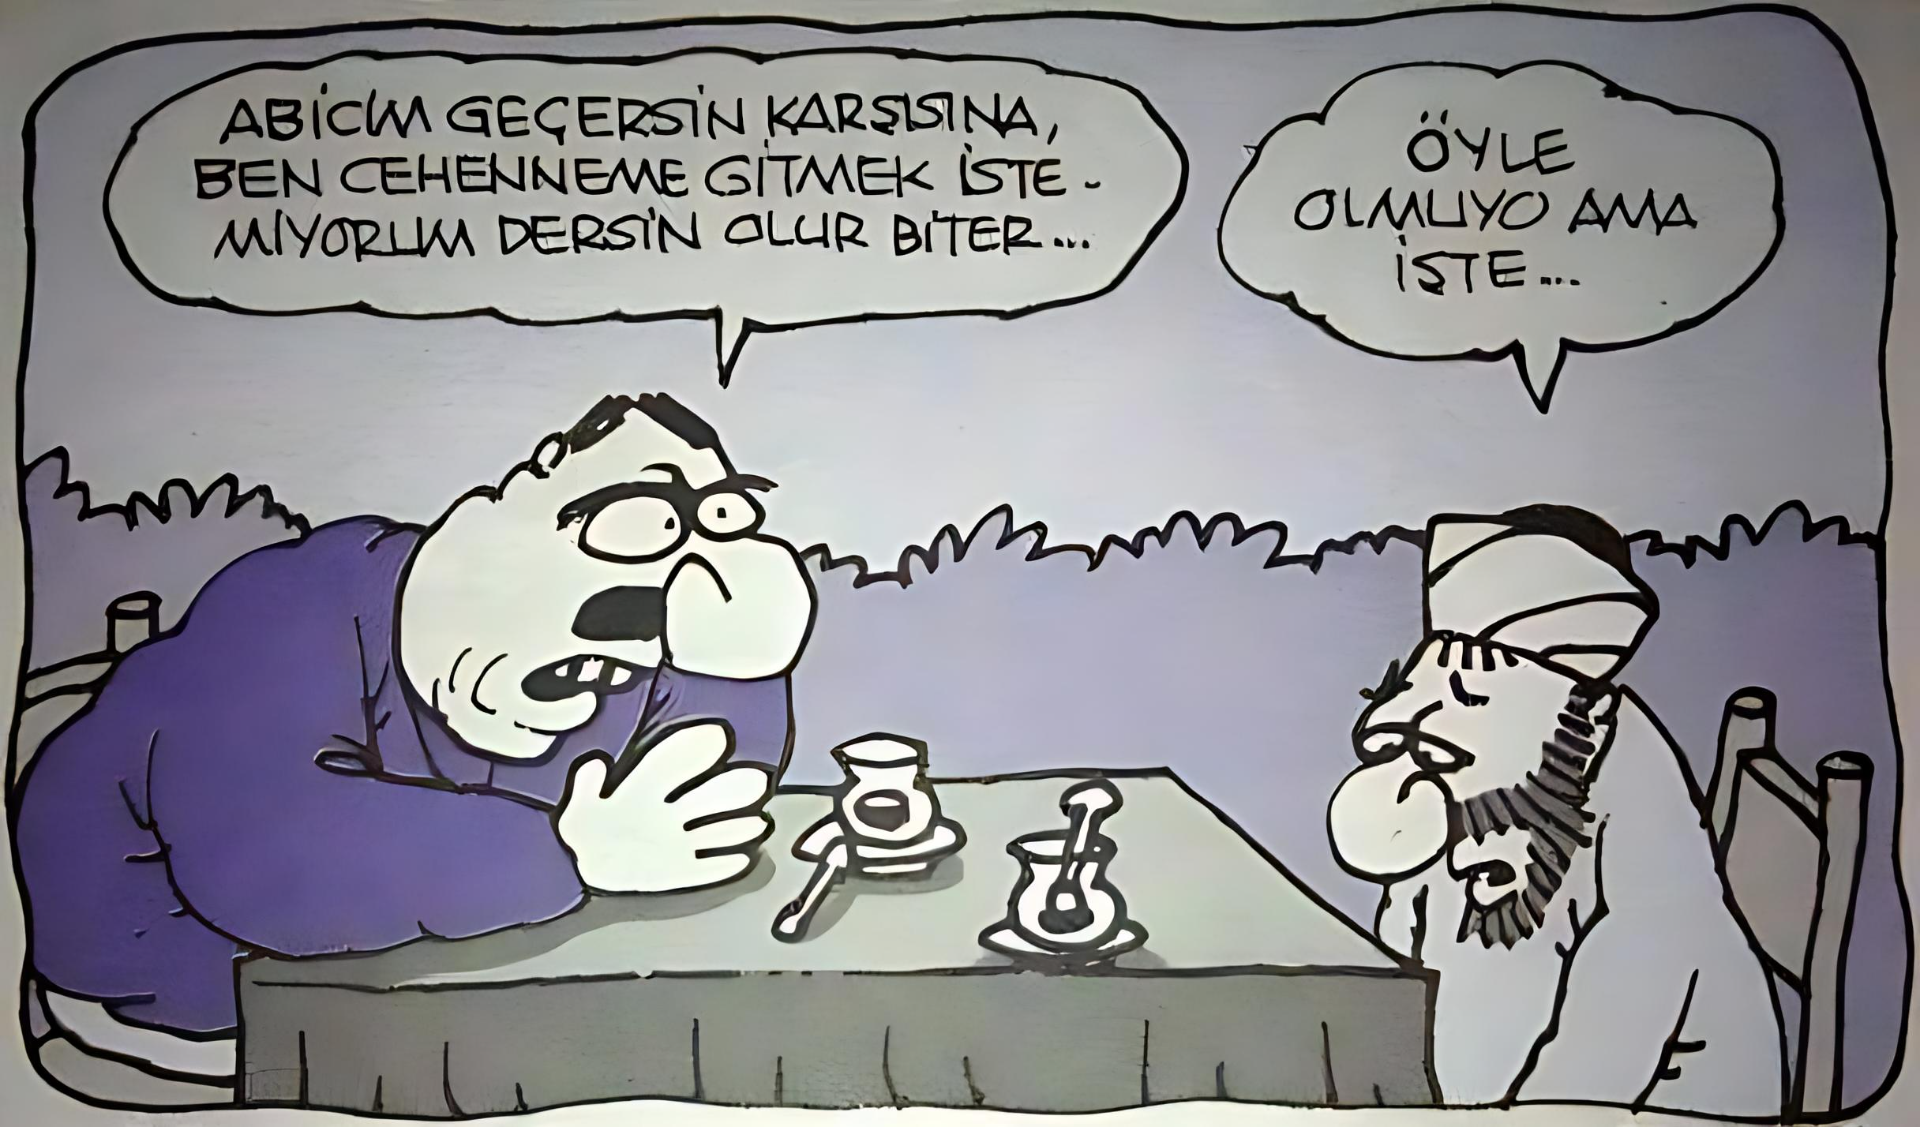 ABİCİM GEÇERSİN KARŞISINA,
BEN CEHENNEME GİTMEK İSTE-
MİYORUM DERSİN OLUR BİTER...
ÖYLE
OLMUYO AMA
İŞTE...